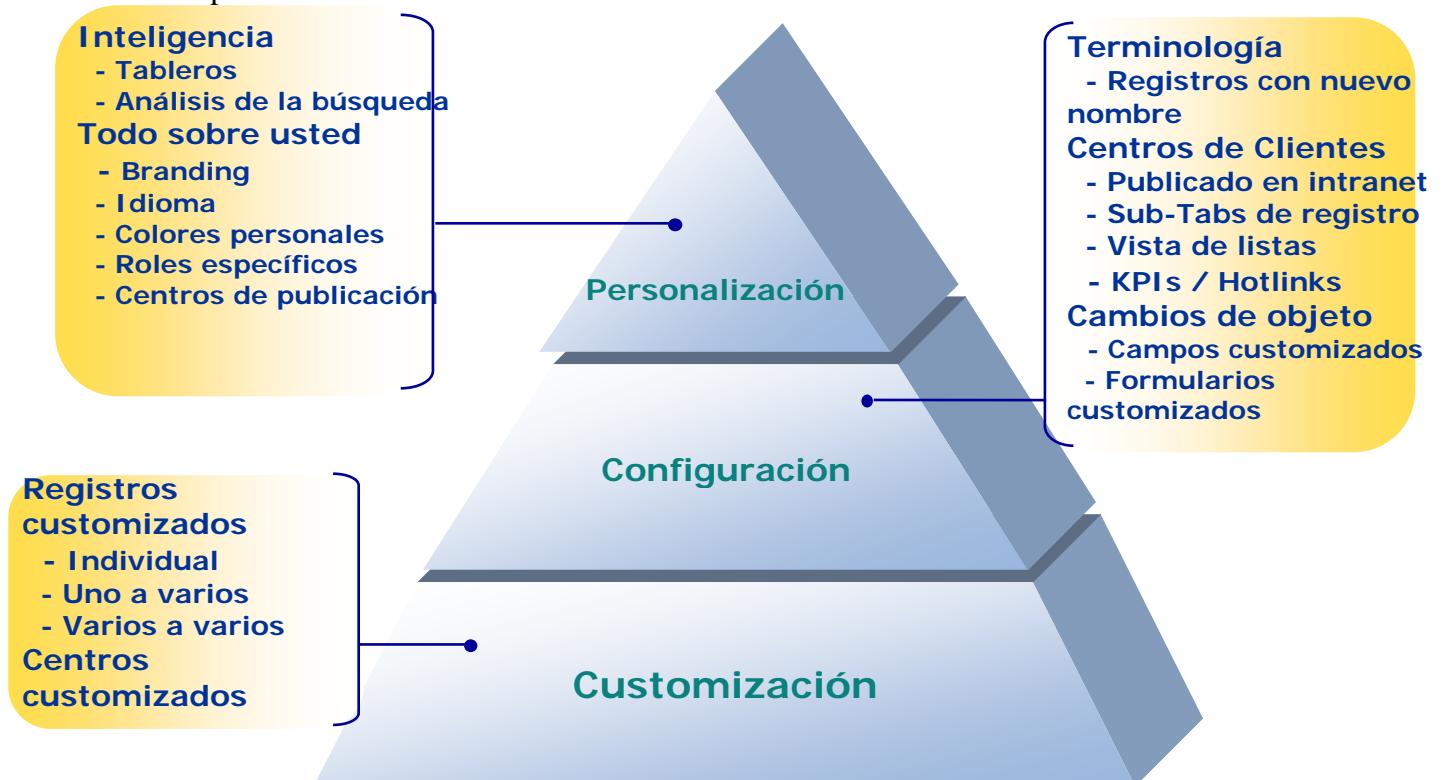 Inteligencia
- Tableros
- Análisis de la búsqueda
Todo sobre usted
- Branding
- Idioma
- Colores personales
- Roles específicos
- Centros de publicación
Terminología
- Registros con nuevo
nombre
Centros de Clientes
- Publicado en intranet
- Sub-Tabs de registro
- Vista de listas
- KPIs / Hotlinks
Cambios de objeto
- Campos customizados
- Formularios
customizados
Personalización
Configuración
Registros
customizados
- Individual
- Uno a varios
- Varios a varios
Centros
customizados
Customización